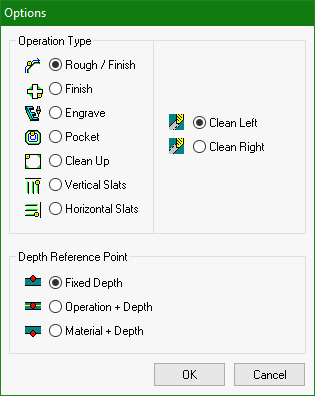 Options
Operation Type
Rough / Finish
Finish
Engrave
Pocket
Clean Up
Vertical Slats
Horizontal Slats
Clean Left
Clean Right
Depth Reference Point
Fixed Depth
Operation + Depth
Material + Depth
OK Cancel